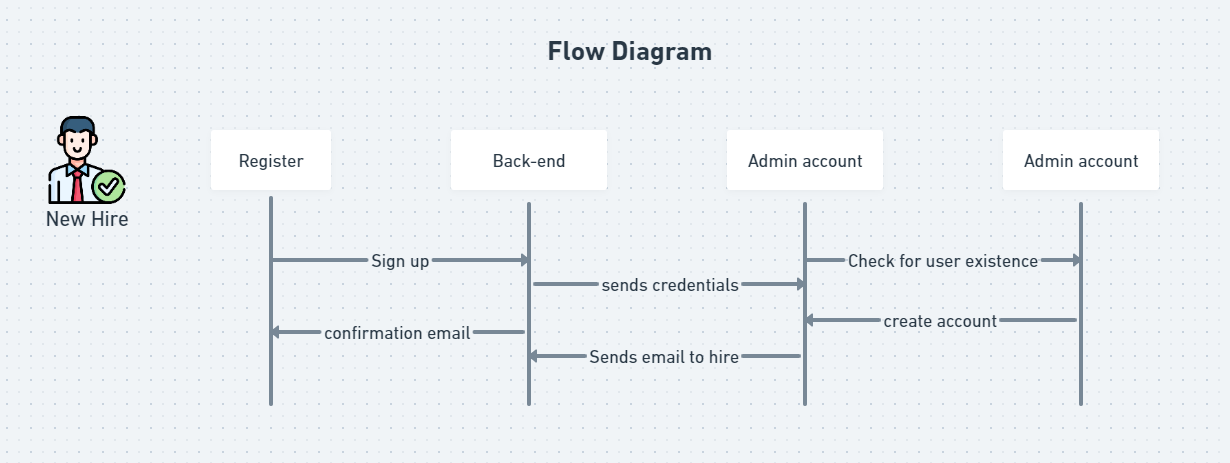 Flow Diagram
New Hire
Register
Back-end
Admin account
Admin account
Sign up
Check for user existence
sends credentials
create account
confirmation email
Sends email to hire